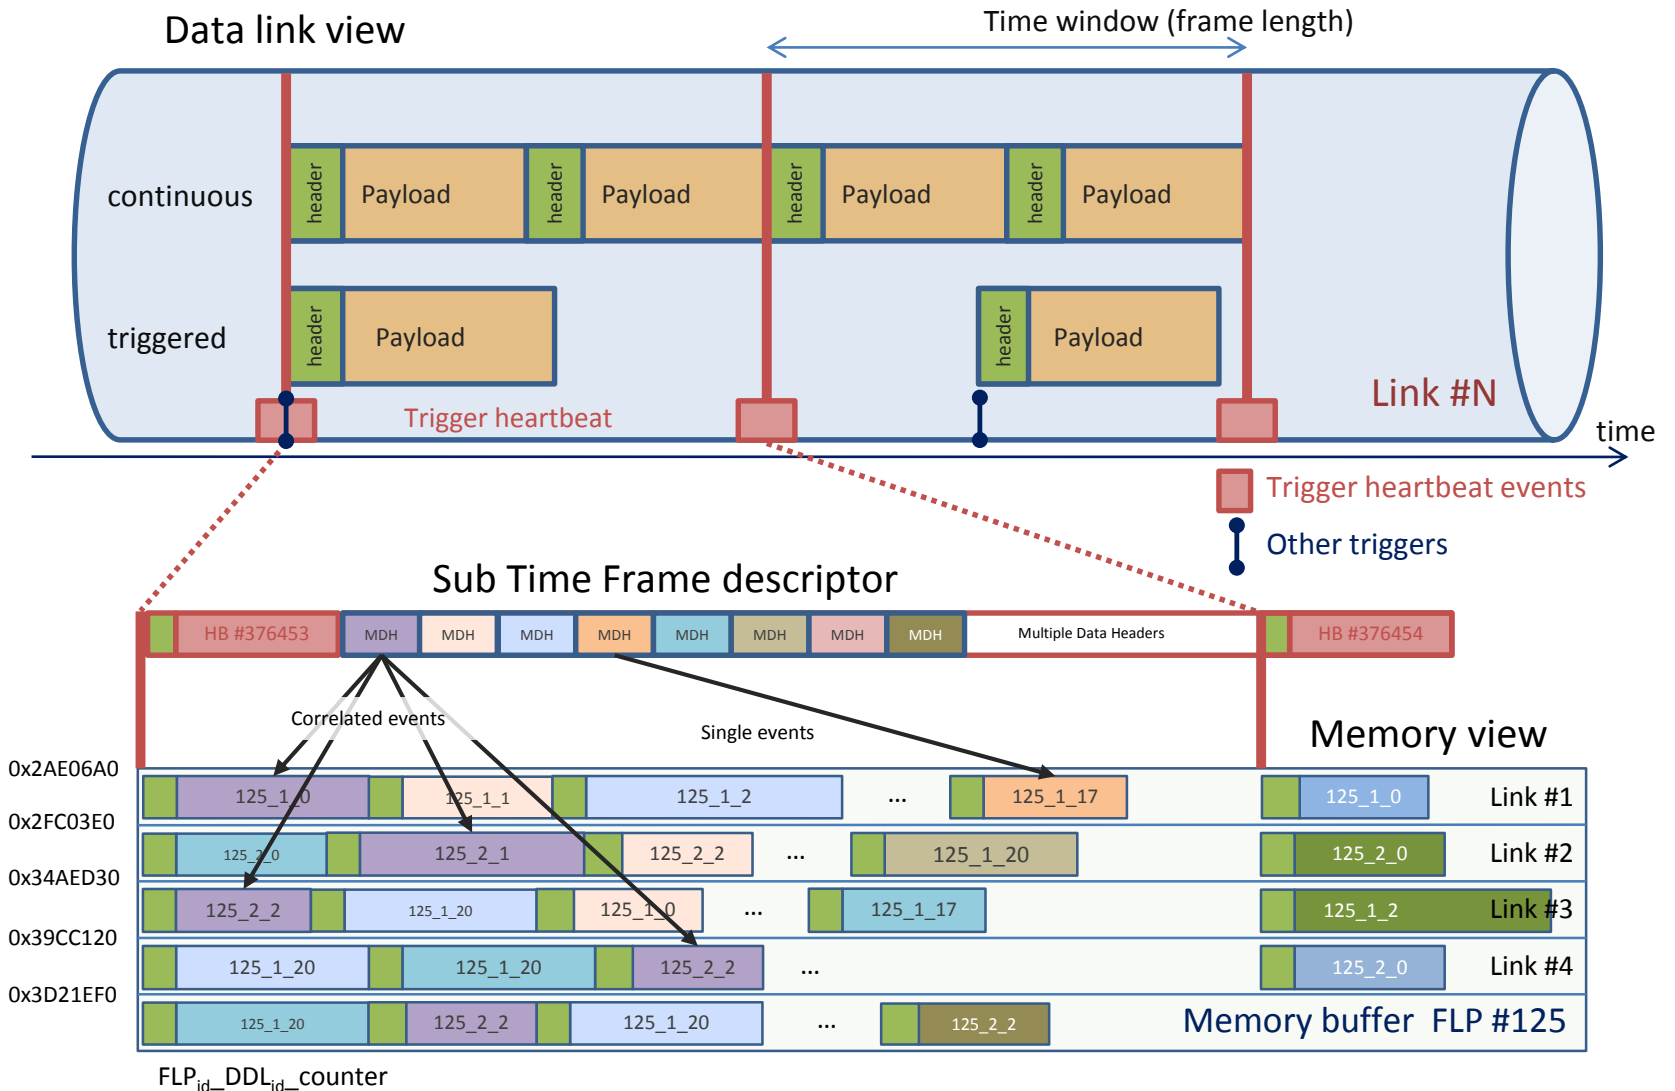 Data link view
Time window (frame length)
continuous
header
Payload
header
Payload
header
Payload
header
Payload
triggered
header
Payload
header
Payload
Link #N
Trigger heartbeat
time
Trigger heartbeat events
Other triggers
Sub Time Frame descriptor
HB #376453
MDH
MDH
MDH
MDH
MDH
MDH
MDH
MDH
Multiple Data Headers
HB #376454
Correlated events
Single events
Memory view
0x2AE06A0
125_1_0
125_1_1
125_1_2
...
125_1_17
125_1_0
Link #1
0x2FC03E0
125_2_0
125_2_1
125_2_2
...
125_1_20
125_2_0
Link #2
0x34AED30
125_2_2
125_1_20
125_1_0
...
125_1_17
125_1_2
Link #3
0x39CC120
125_1_20
125_1_20
125_2_2
...
125_2_0
Link #4
0x3D21EF0
125_1_20
125_2_2
125_1_20
...
125_2_2
Memory buffer FLP #125
FLPid_DDLid_counter